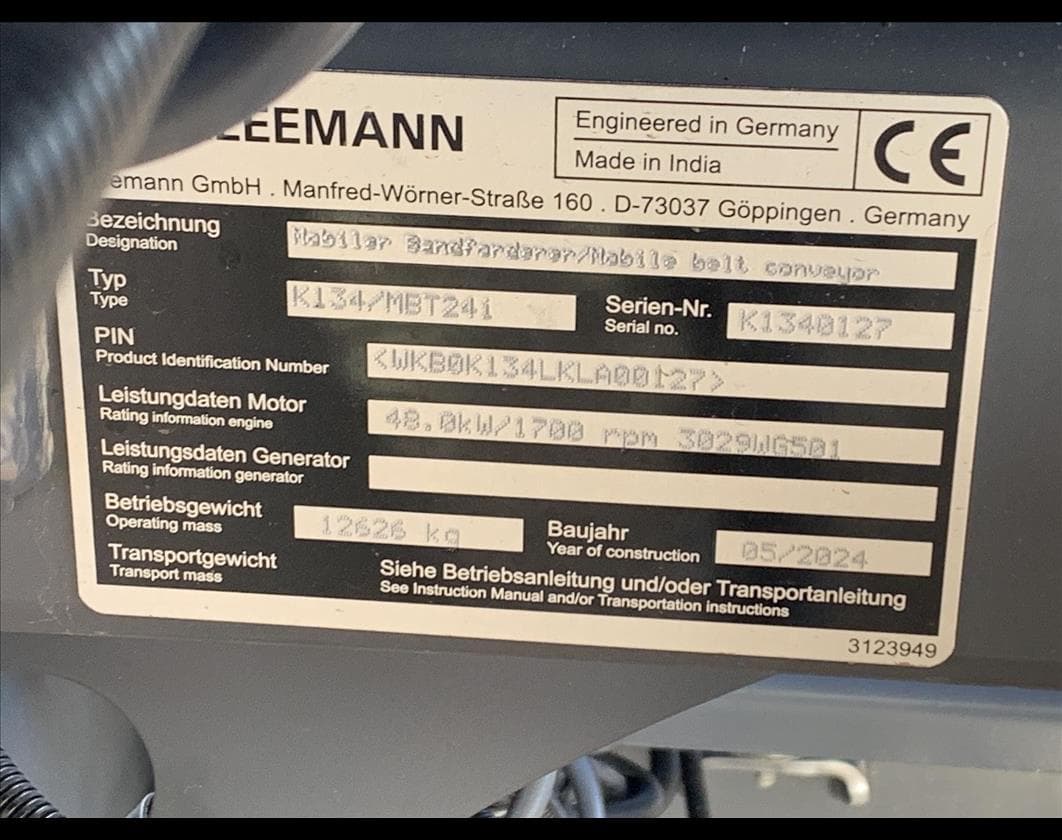 LEEMANN
Engineered in Germany
Made in India
CE
emann GmbH . Manfred-Wörner-Straße 160 . D-73037 Göppingen . Germany
Bezeichnung
Designation
Mobiler Bandförderer/Mobile belt conveyor
Typ
Type
K134/MBT24i
Serien-Nr.
Serial no.
K1340127
PIN
Product Identification Number
<WKB0K134LKLA00127>
Leistungdaten Motor
Rating information engine
48.0kW/1700 rpm 3029WG501
Leistungsdaten Generator
Rating information generator
Betriebsgewicht
Operating mass
12626 kg
Baujahr
Year of construction
05/2024
Transportgewicht
Transport mass
Siehe Betriebsanleitung und/oder Transportanleitung
See Instruction Manual and/or Transportation instructions
3123949